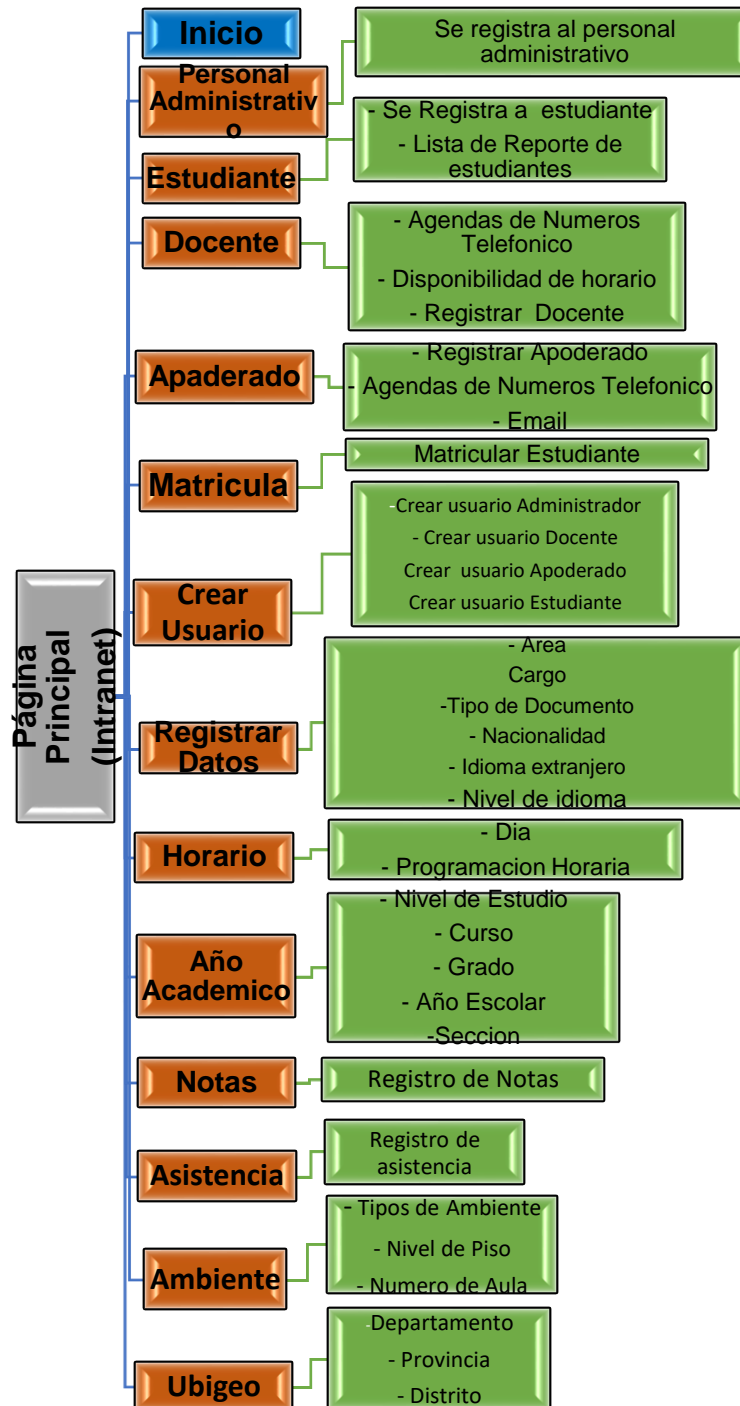 Inicio
Se registra al personal
administrativo
Personal
Administrativ
o
- Se Registra a estudiante
- Lista de Reporte de
estudiantes
Estudiante
Docente
- Agendas de Numeros
Telefonico
- Disponibilidad de horario
- Registrar Docente
Apaderado
- Registrar Apoderado
- Agendas de Numeros Telefonico
- Email
Matricula
Matricular Estudiante
Página
Principal
(Intranet)
Crear
Usuario
-Crear usuario Administrador
- Crear usuario Docente
Crear usuario Apoderado
Crear usuario Estudiante
Registrar
Datos
- Area
Cargo
-Tipo de Documento
- Nacionalidad
- Idioma extranjero
- Nivel de idioma
Horario
- Dia
- Programacion Horaria
Año
Academico
- Nivel de Estudio
- Curso
- Grado
- Año Escolar
-Seccion
Notas
Registro de Notas
Asistencia
Registro de
asistencia
Ambiente
- Tipos de Ambiente
- Nivel de Piso
- Numero de Aula
Ubigeo
-Departamento
- Provincia
- Distrito